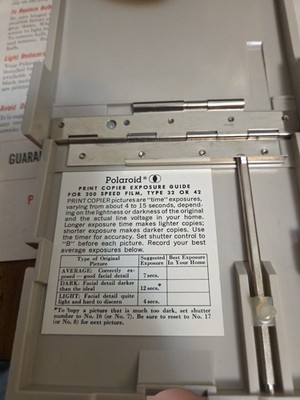 To Replace Bulb
Light Reduce
Avoid D
GUARAN
P
Polaroid®
PRINT COPIER EXPOSURE GUIDE
FOR 200 SPEED FILM, TYPE 32 OR 42
PRINT COPIER pictures are "time" exposures,
varying from about 4 to 15 seconds, depend-
ing on the lightness or darkness of the original
and the actual line voltage in your home.
Longer exposure time makes lighter copies,
shorter exposure makes darker copies. Use
the timer for accuracy. Set shutter control to
"B" before each picture. Record your best
average exposures below.
Type of Original Picture Suggested Exposure Best Exposure In Your Home
AVERAGE: Correctly ex-
posed — good facial detail 7 secs.
DARK: Facial detail darker
than the ideal 12 secs.*
LIGHT: Facial detail quite
light and hard to discern 4 secs.
*To copy a picture that is much too dark, set shutter
number to No. 16 (or No. 7). Be sure to reset to No. 17
(or No. 8) for next picture.